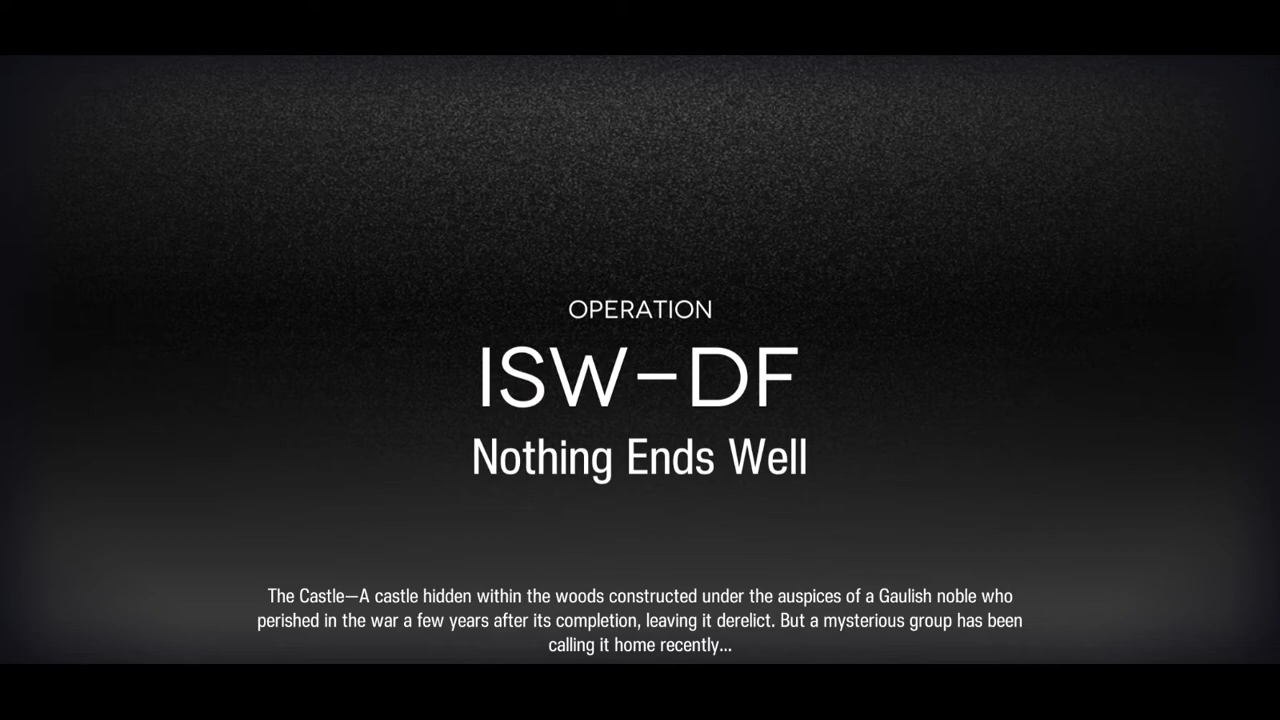 OPERATION
ISW-DF
Nothing Ends Well
The Castle—A castle hidden within the woods constructed under the auspices of a Gaulish noble who
perished in the war a few years after its completion, leaving it derelict. But a mysterious group has been
calling it home recently...